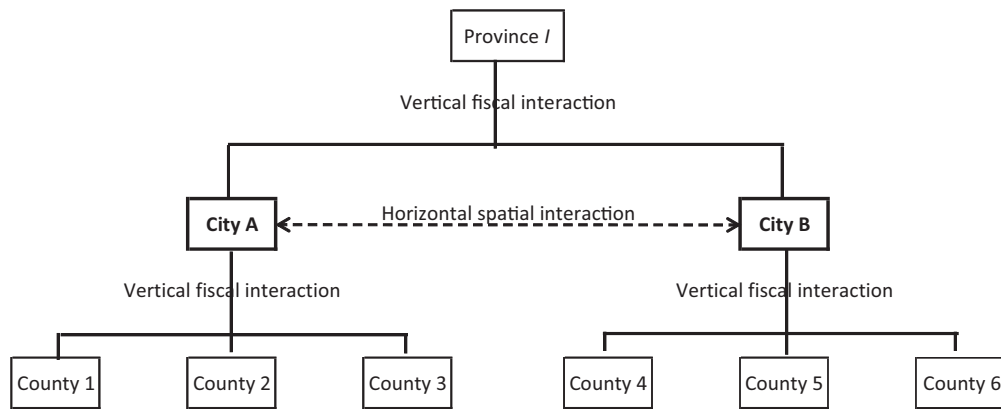 Province I
Vertical fiscal interaction
City A
Horizontal spatial interaction
City B
Vertical fiscal interaction
Vertical fiscal interaction
County 1
County 2
County 3
County 4
County 5
County 6